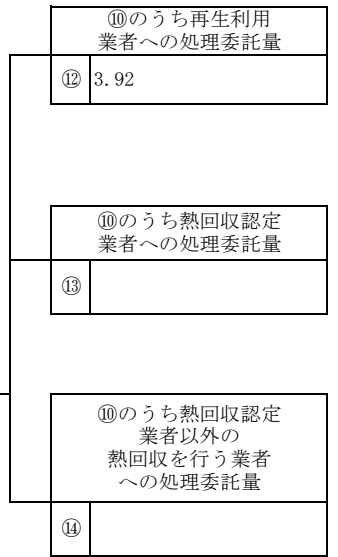 ⑩のうち再生利用
業者への処理委託量
⑫ 3.92
⑩のうち熱回収認定
業者への処理委託量
⑬
⑩のうち熱回収認定
業者以外の
熱回収を行う業者
への処理委託量
⑭